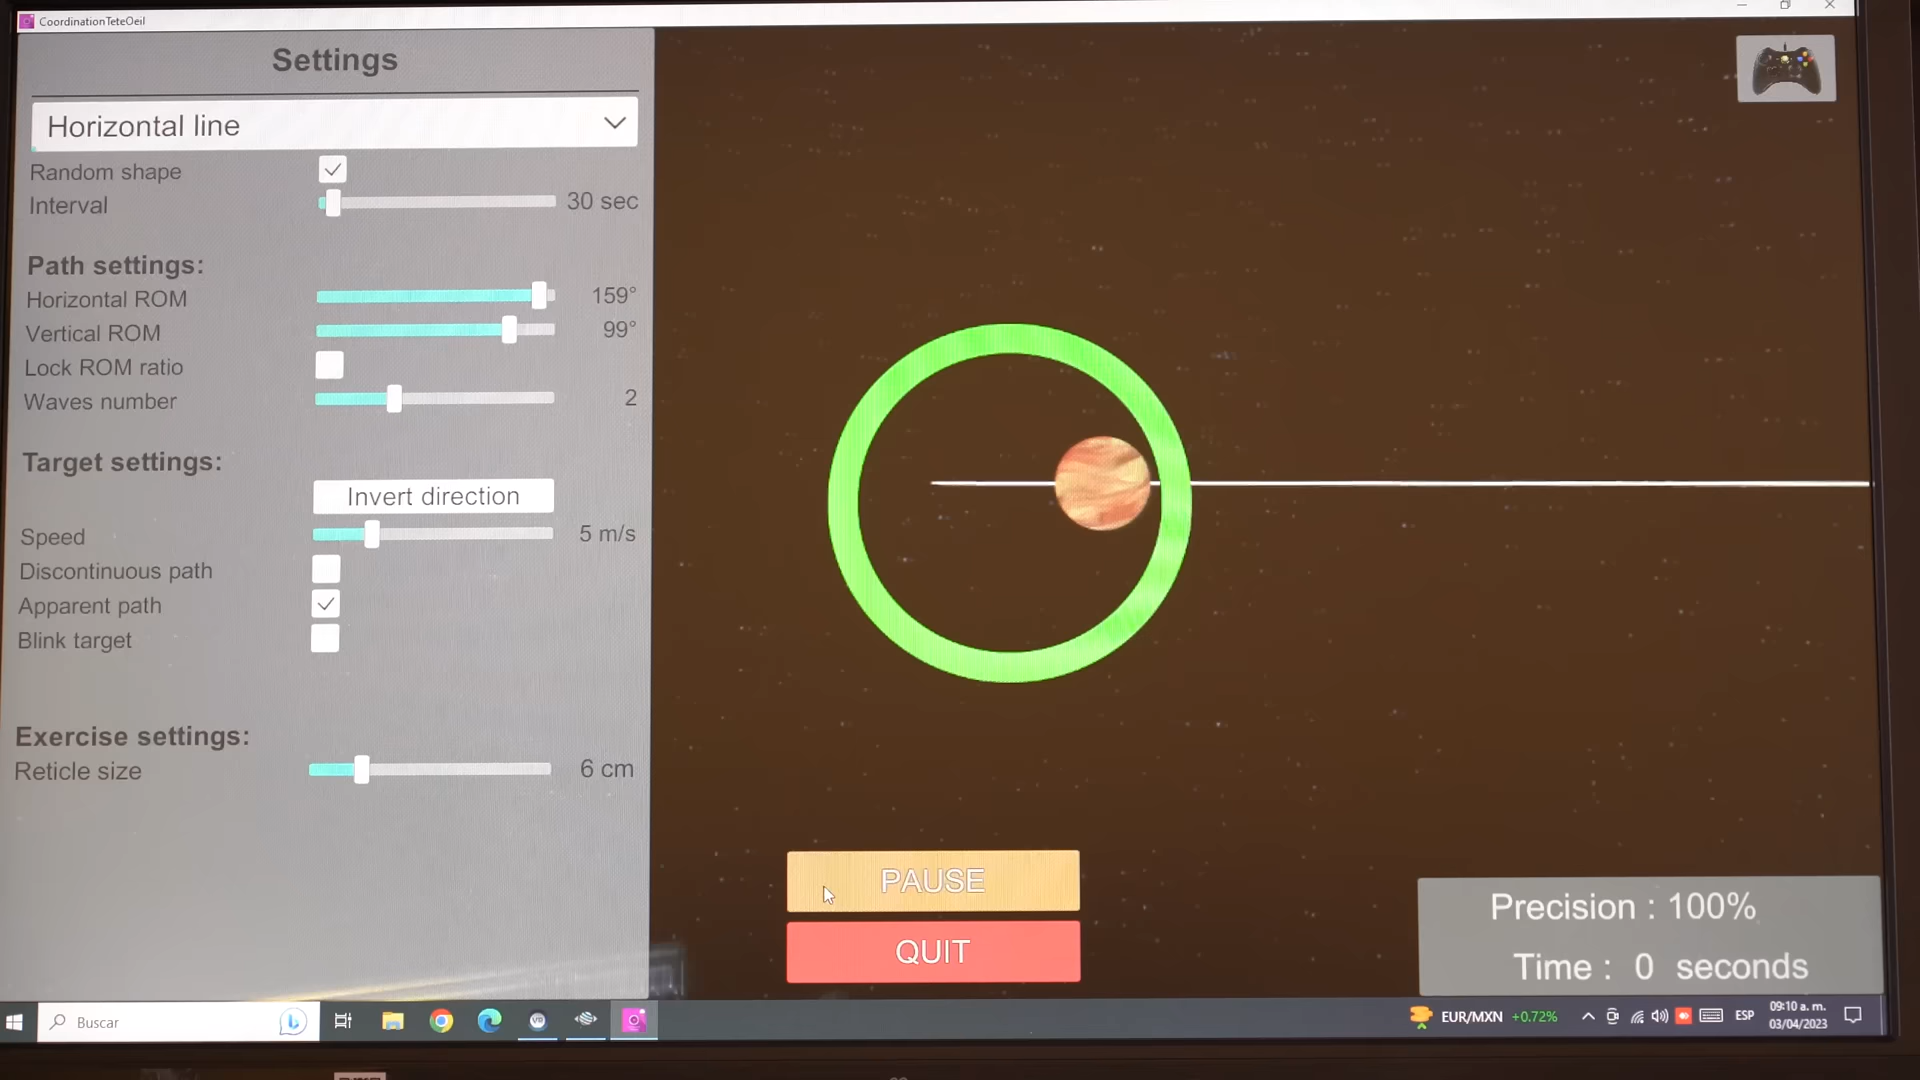 CoordinationTeteOeil
Settings
Horizontal line
Random shape
Interval 30 sec
Path settings:
Horizontal ROM 159°
Vertical ROM 99°
Lock ROM ratio
Waves number 2
Target settings:
Invert direction
Speed 5 m/s
Discontinuous path
Apparent path
Blink target
Exercise settings:
Reticle size 6 cm
PAUSE
QUIT
Precision : 100%
Time : 0 seconds
Buscar
EUR/MXN +0.72%
ESP
09:10 a. m.
03/04/2023